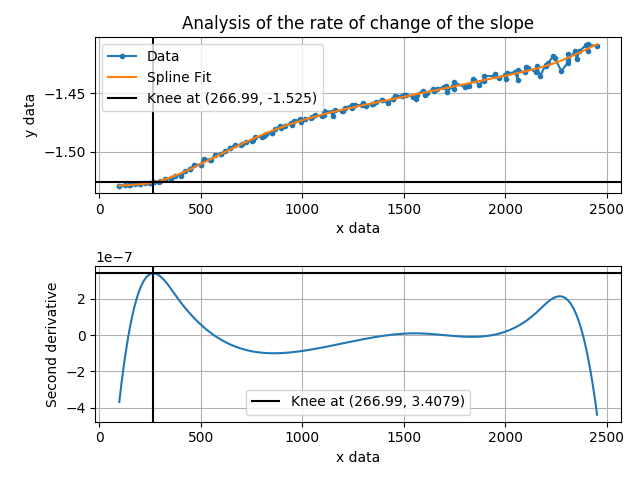 Analysis of the rate of change of the slope
Data
Spline Fit
Knee at (266.99, -1.525)
y data
−1.45
−1.50
0 500 1000 1500 2000 2500
x data
1e−7
Second derivative
2
0
−2
−4
Knee at (266.99, 3.4079)
0 500 1000 1500 2000 2500
x data